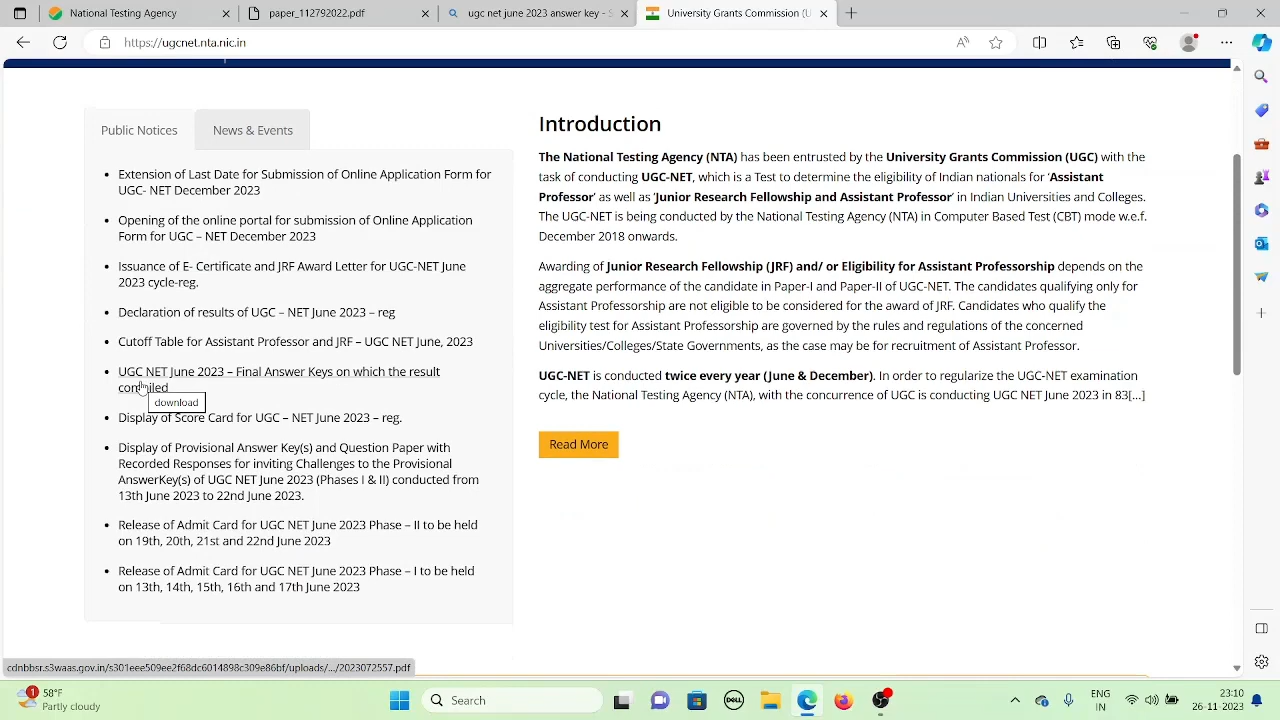 National Testing Agency
paper_112792022.pdf
ugc net june 2023 answer key - S
University Grants Commission (U
https://ugcnet.nta.nic.in
Public Notices
News & Events
Extension of Last Date for Submission of Online Application Form for
UGC- NET December 2023
Opening of the online portal for submission of Online Application
Form for UGC – NET December 2023
Issuance of E- Certificate and JRF Award Letter for UGC-NET June
2023 cycle-reg.
Declaration of results of UGC – NET June 2023 – reg
Cutoff Table for Assistant Professor and JRF – UGC NET June, 2023
UGC NET June 2023 – Final Answer Keys on which the result
compiled
download
Display of Score Card for UGC – NET June 2023 – reg.
Display of Provisional Answer Key(s) and Question Paper with
Recorded Responses for inviting Challenges to the Provisional
AnswerKey(s) of UGC NET June 2023 (Phases I & II) conducted from
13th June 2023 to 22nd June 2023.
Release of Admit Card for UGC NET June 2023 Phase – II to be held
on 19th, 20th, 21st and 22nd June 2023
Release of Admit Card for UGC NET June 2023 Phase – I to be held
on 13th, 14th, 15th, 16th and 17th June 2023
Introduction
The National Testing Agency (NTA) has been entrusted by the University Grants Commission (UGC) with the
task of conducting UGC-NET, which is a Test to determine the eligibility of Indian nationals for ‘Assistant
Professor’ as well as ‘Junior Research Fellowship and Assistant Professor’ in Indian Universities and Colleges.
The UGC-NET is being conducted by the National Testing Agency (NTA) in Computer Based Test (CBT) mode w.e.f.
December 2018 onwards.
Awarding of Junior Research Fellowship (JRF) and/ or Eligibility for Assistant Professorship depends on the
aggregate performance of the candidate in Paper-I and Paper-II of UGC-NET. The candidates qualifying only for
Assistant Professorship are not eligible to be considered for the award of JRF. Candidates who qualify the
eligibility test for Assistant Professorship are governed by the rules and regulations of the concerned
Universities/Colleges/State Governments, as the case may be for recruitment of Assistant Professor.
UGC-NET is conducted twice every year (June & December). In order to regularize the UGC-NET examination
cycle, the National Testing Agency (NTA), with the concurrence of UGC is conducting UGC NET June 2023 in 83[...]
Read More
cdnbbsr.s3waas.gov.in/s301eee509ee2f68dc6014898c309e86bf/uploads/.../2023072557.pdf
1
58°F
Partly cloudy
Search
DELL
ENG
IN
23:10
26-11-2023